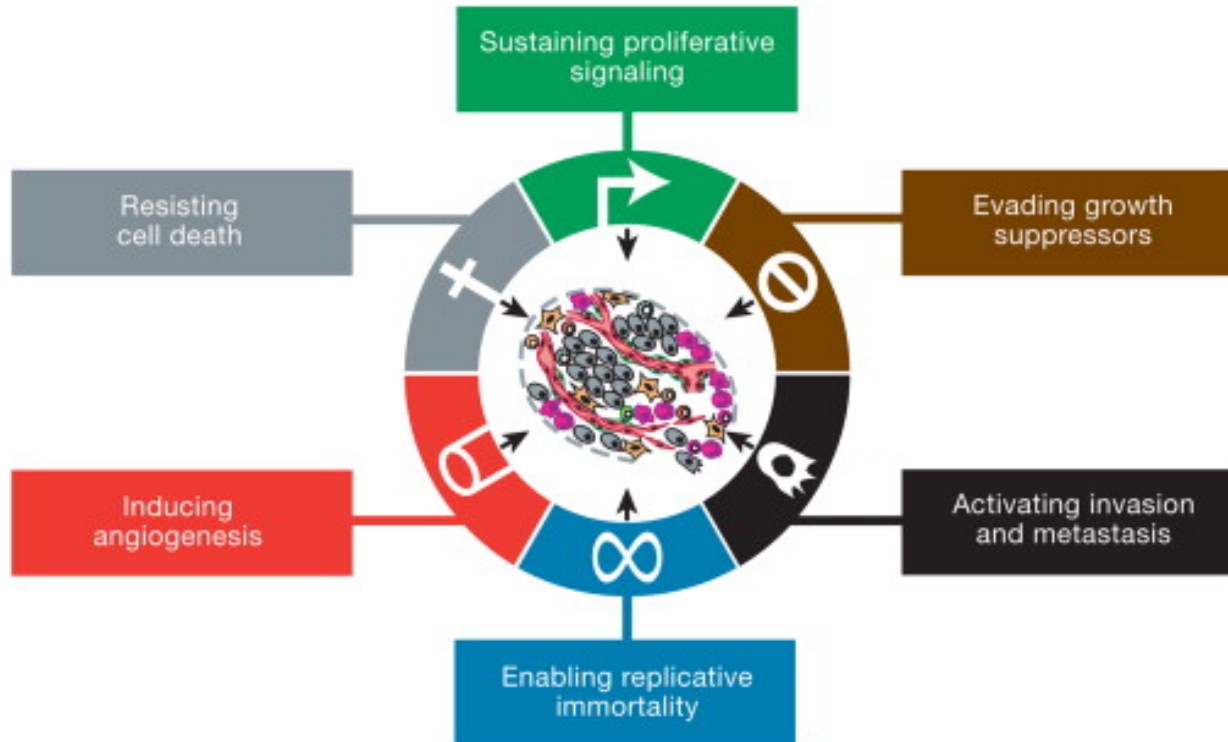 Sustaining proliferative
signaling
Resisting
cell death
Evading growth
suppressors
Inducing
angiogenesis
Activating invasion
and metastasis
Enabling replicative
immortality